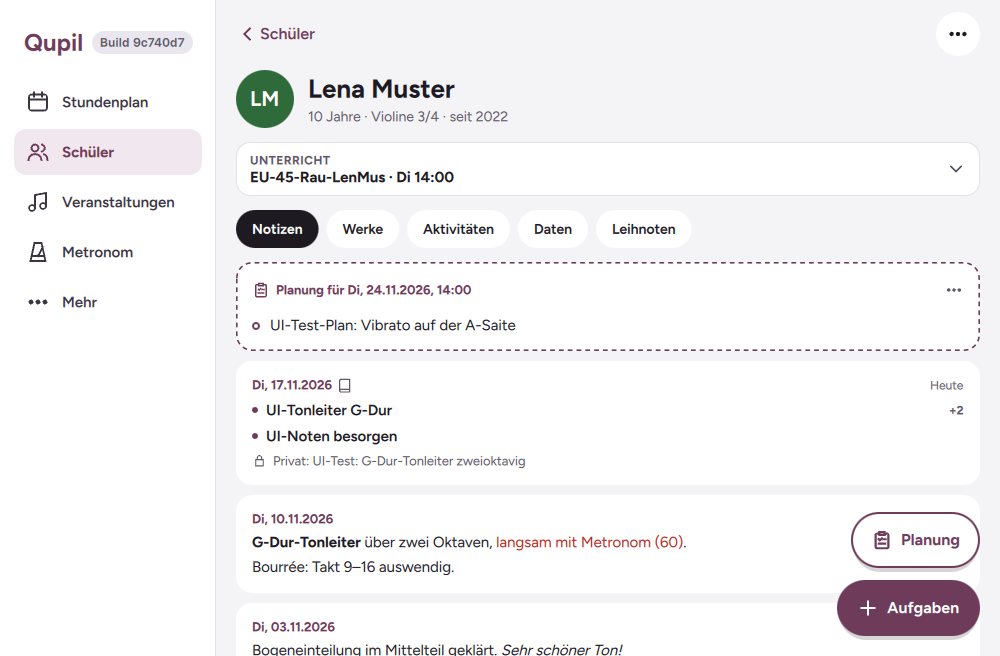 Qupil
Build 9c740d7
Stundenplan
Schüler
Veranstaltungen
Metronom
Mehr
Schüler
LM
Lena Muster
10 Jahre · Violine 3/4 · seit 2022
UNTERRICHT
EU-45-Rau-LenMus · Di 14:00
Notizen
Werke
Aktivitäten
Daten
Leihnoten
Planung für Di, 24.11.2026, 14:00
UI-Test-Plan: Vibrato auf der A-Saite
Di, 17.11.2026
Heute
UI-Tonleiter G-Dur
+2
UI-Noten besorgen
Privat: UI-Test: G-Dur-Tonleiter zweioktavig
Di, 10.11.2026
G-Dur-Tonleiter über zwei Oktaven, langsam mit Metronom (60).
Bourrée: Takt 9–16 auswendig.
Planung
Aufgaben
Di, 03.11.2026
Bogeneinteilung im Mittelteil geklärt. Sehr schöner Ton!